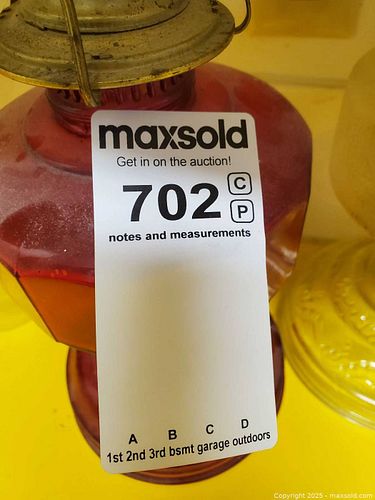 maxsold
Get in on the auction!
702 C
P
notes and measurements
A B C D
1st 2nd 3rd bsmt garage outdoors
Copyright 2025 - maxsold.com